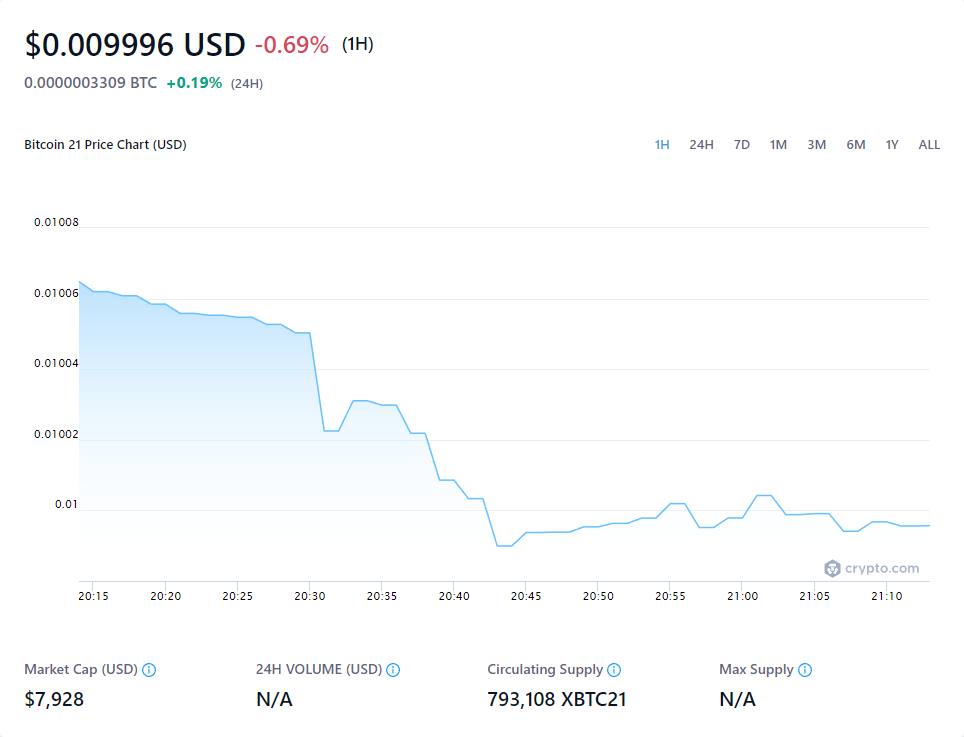 $0.009996 USD -0.69% (1H)
0.0000003309 BTC +0.19% (24H)
Bitcoin 21 Price Chart (USD) 1H 24H 7D 1M 3M 6M 1Y ALL
0.01008
0.01006
0.01004
0.01002
0.01
crypto.com
20:15 20:20 20:25 20:30 20:35 20:40 20:45 20:50 20:55 21:00 21:05 21:10
Market Cap (USD) 24H VOLUME (USD) Circulating Supply Max Supply
$7,928 N/A 793,108 XBTC21 N/A